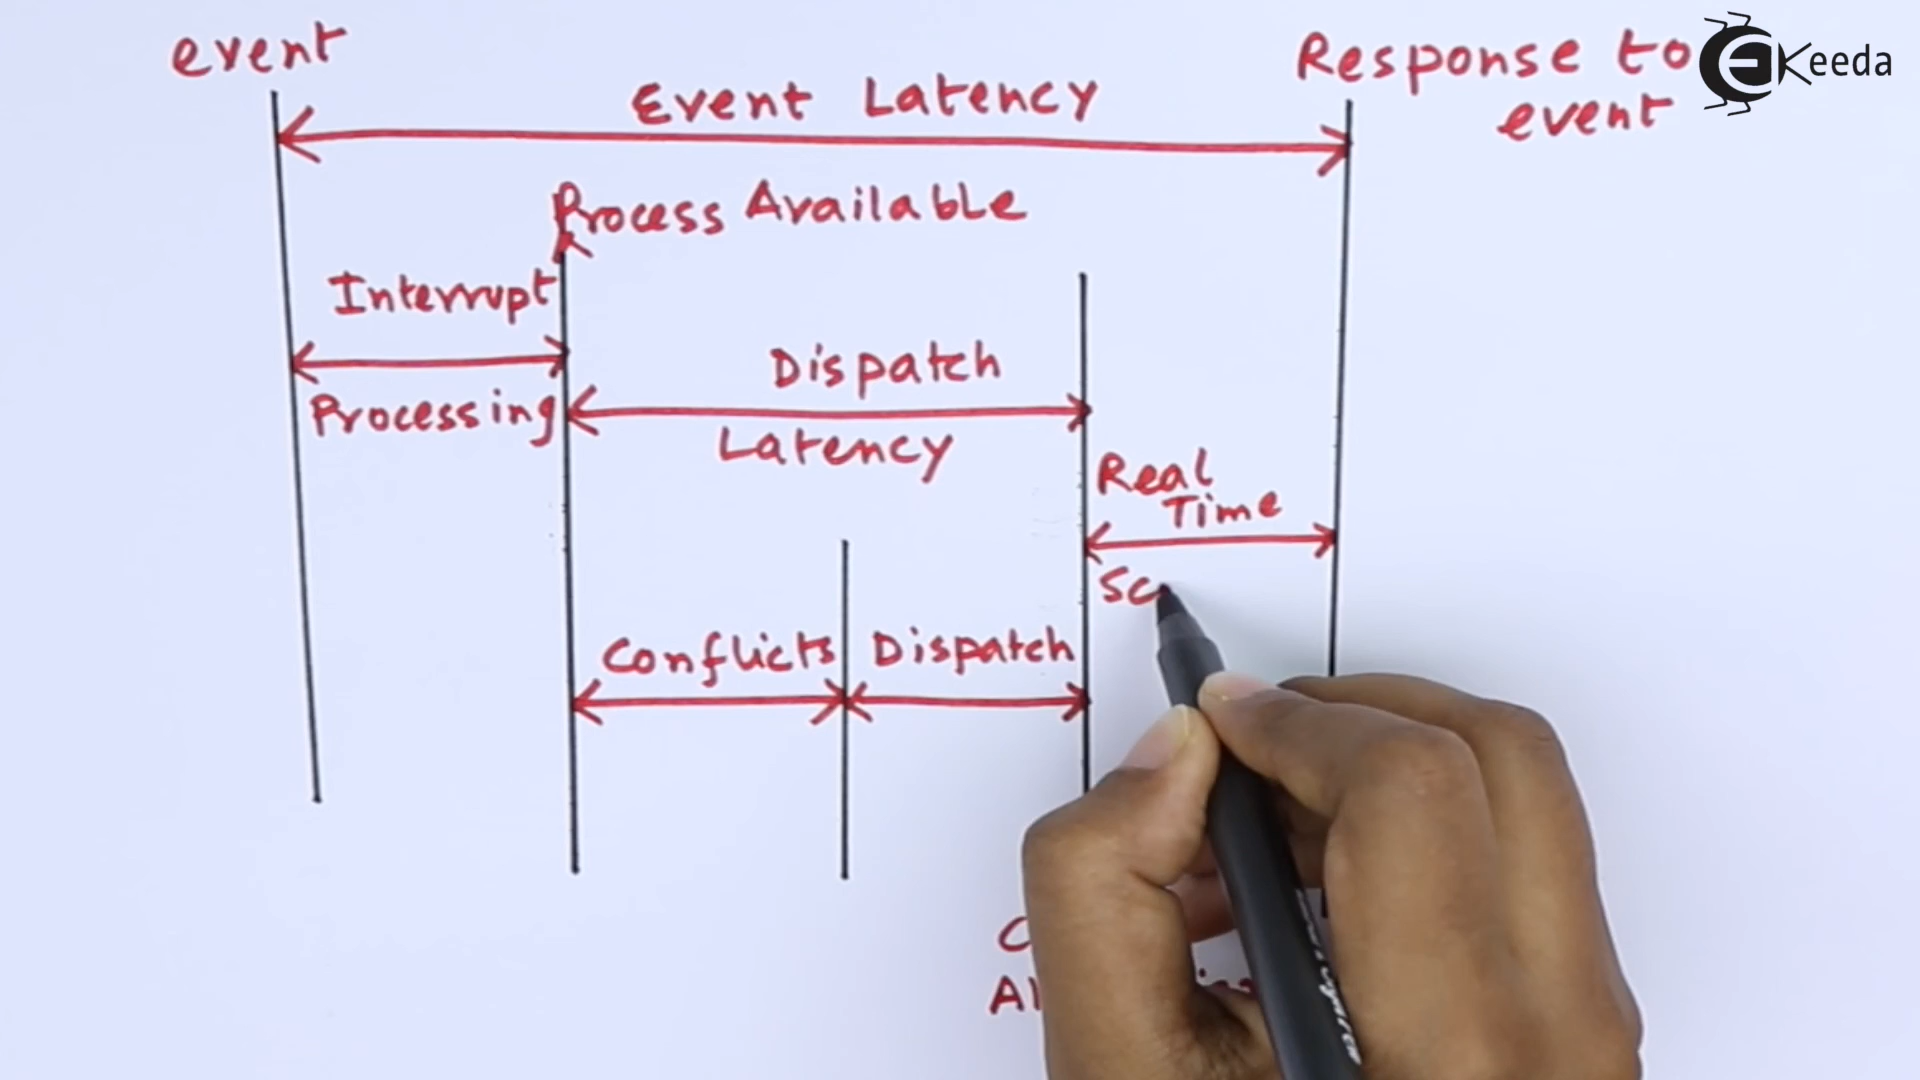 event
Response to
event
Keeda
Event Latency
Process Available
Interrupt
Processing
Dispatch
Latency
Real
Time
Sc
Conflicts
Dispatch